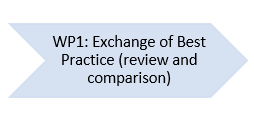 WP1: Exchange of Best
Practice (review and
comparison)